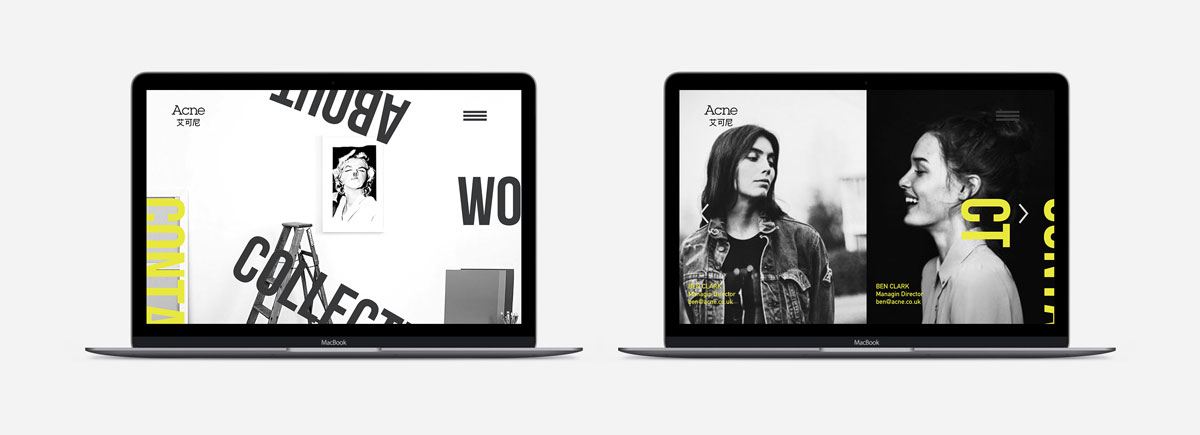 Acne
艾可尼
ABOUT
WO
CONTA
COLLECT
MacBook
Acne
艾可尼
CT
CONTA
BEN CLARK
Managin Director
ben@acne.co.uk
BEN CLARK
Managin Director
ben@acne.co.uk
MacBook